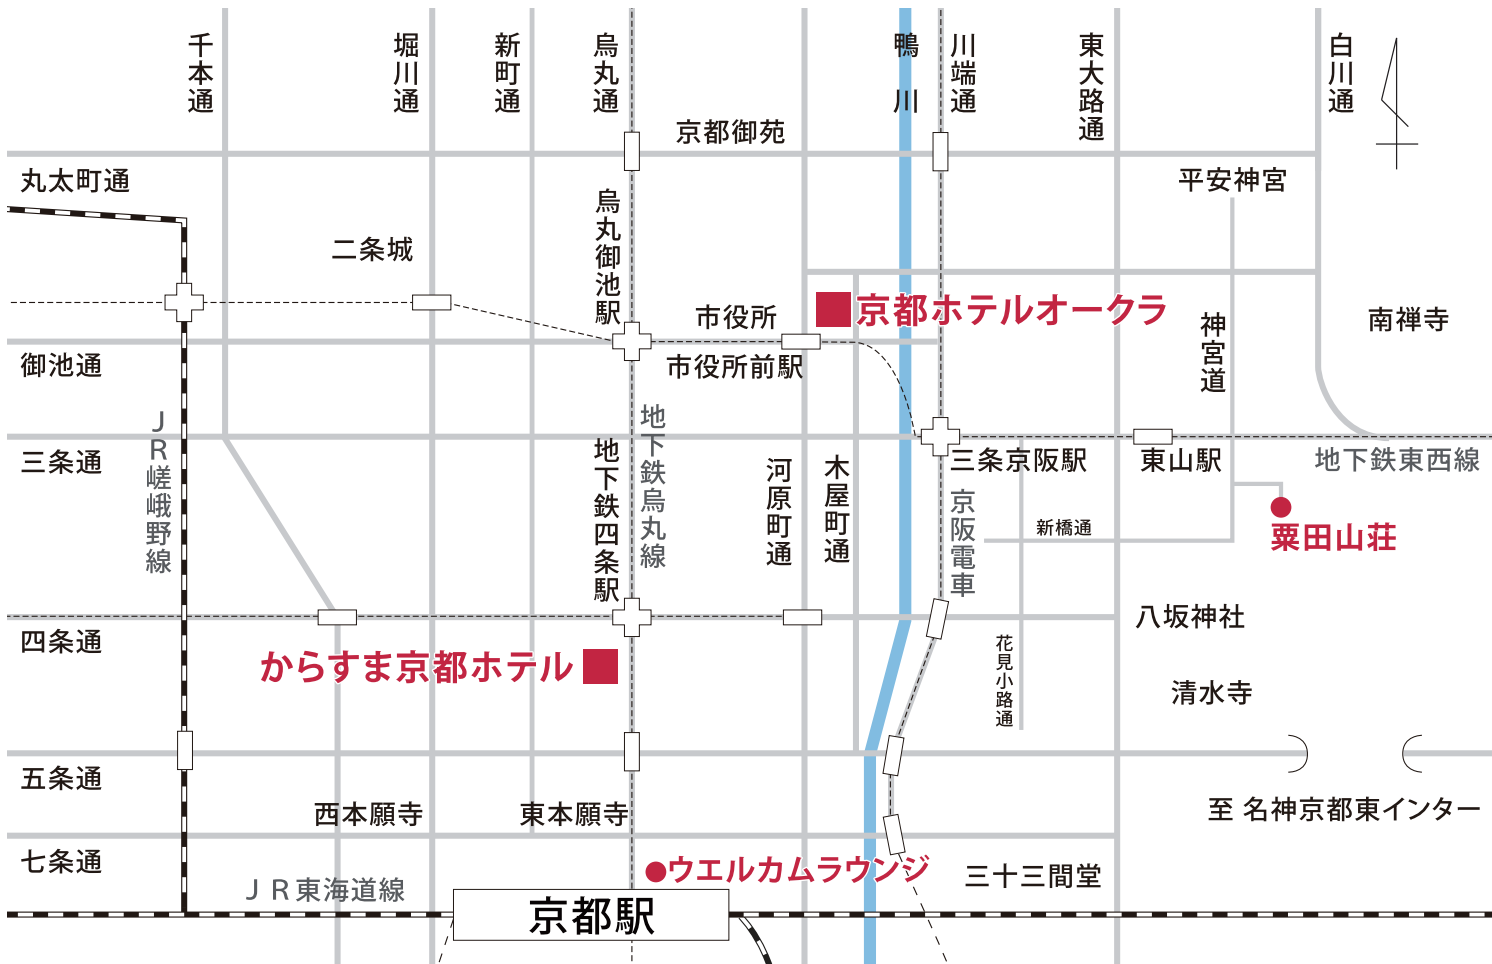 千本通
堀川通
新町通
烏丸通
鴨川
川端通
東大路通
白川通
京都御苑
丸太町通
平安神宮
烏丸御池駅
二条城
市役所
京都ホテルオークラ
神宮道
南禅寺
御池通
市役所前駅
JR嵯峨野線
地下鉄烏丸線
三条通
地下鉄四条駅
河原町通
木屋町通
三条京阪駅
東山駅
地下鉄東西線
京阪電車
新橋通
粟田山荘
四条通
八坂神社
からすま京都ホテル
花見小路通
清水寺
五条通
西本願寺
東本願寺
至 名神京都東インター
七条通
ウエルカムラウンジ
三十三間堂
JR東海道線
京都駅